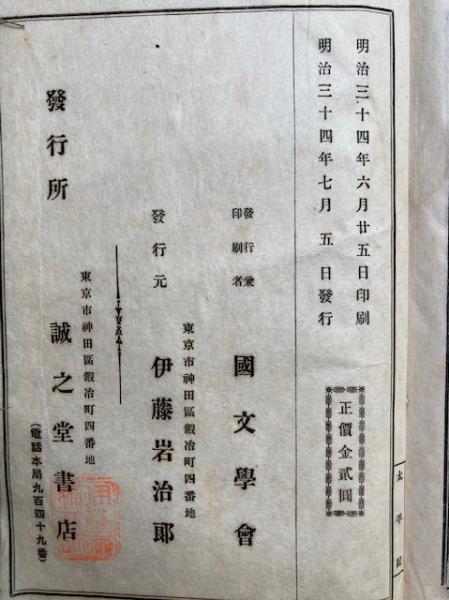 明治三十四年六月廿五日印刷
明治三十四年七月五日發行
正價金貳圓
發行兼
印刷者
國文學會
東京市神田區鍛冶町四番地
發行元
伊藤岩治郎
東京市神田區鍛冶町四番地
發行所
誠之堂書店
(電話本局九百四十九番)
太平記